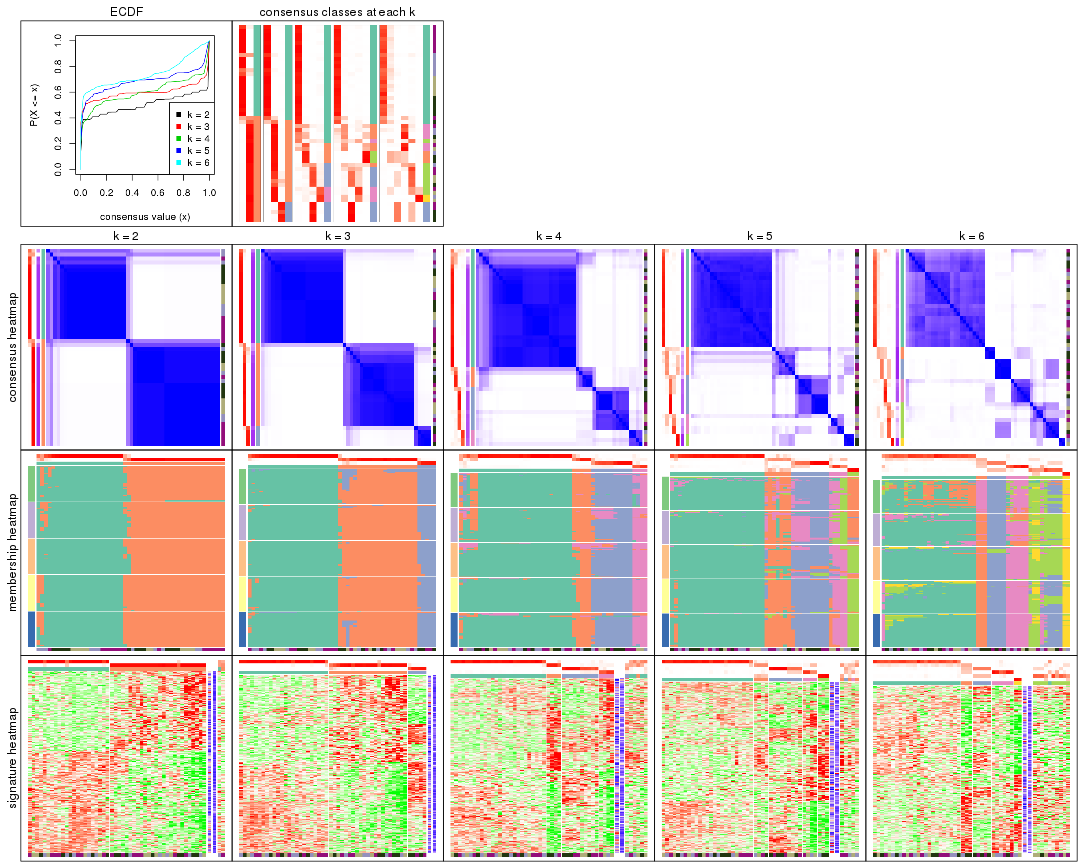 ECDF
consensus classes at each k
P(X <= x)
0.0
0.2
0.4
0.6
0.8
1.0
k = 2
k = 3
k = 4
k = 5
k = 6
0.0 0.2 0.4 0.6 0.8 1.0
consensus value (x)
k = 2
k = 3
k = 4
k = 5
k = 6
consensus heatmap
membership heatmap
signature heatmap